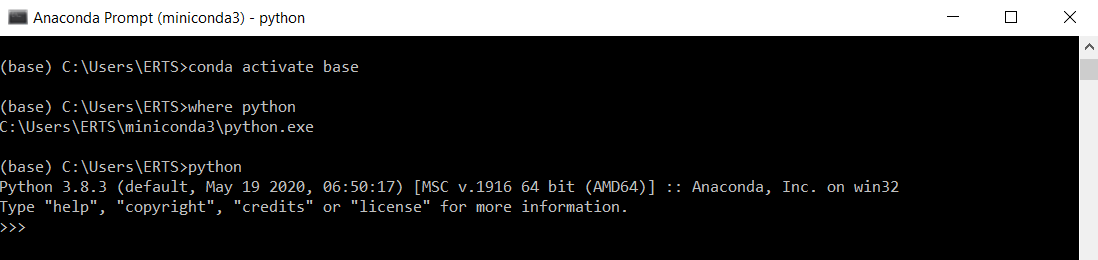 Anaconda Prompt (miniconda3) - python
(base) C:\Users\ERTS>conda activate base
(base) C:\Users\ERTS>where python
C:\Users\ERTS\miniconda3\python.exe
(base) C:\Users\ERTS>python
Python 3.8.3 (default, May 19 2020, 06:50:17) [MSC v.1916 64 bit (AMD64)] :: Anaconda, Inc. on win32
Type "help", "copyright", "credits" or "license" for more information.
>>>